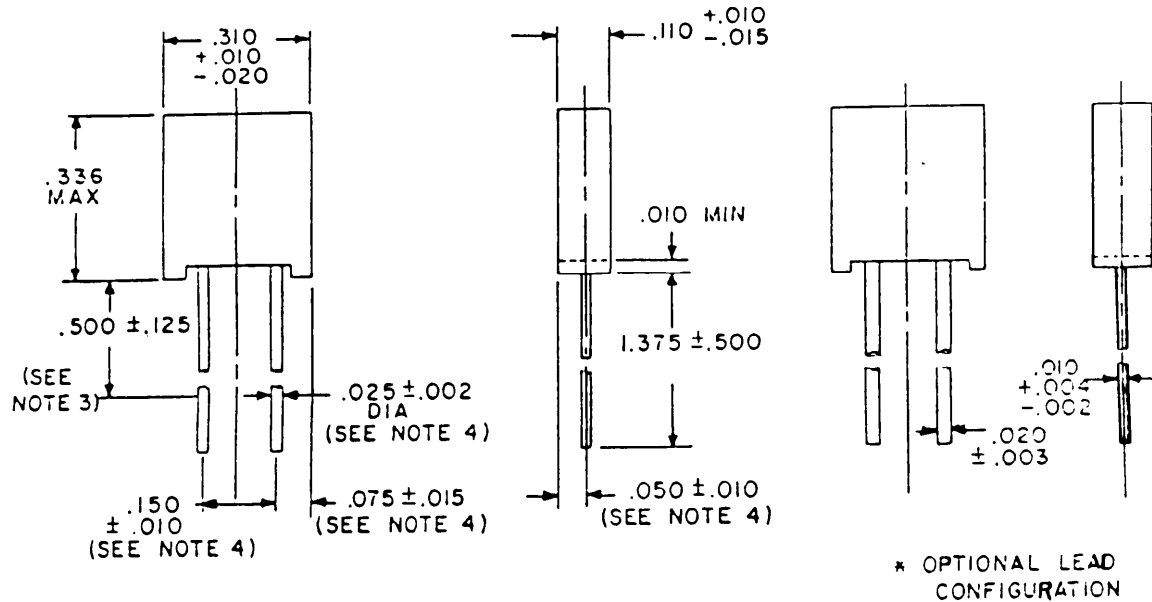 .310
+.010
-.020
.110 +.010
-.015
.336
MAX
.010 MIN
.500 ±.125
(SEE
NOTE 3)
.025 ±.002
DIA
(SEE NOTE 4)
1.375 ±.500
.010
+.004
-.002
.020
±.003
.150
±.010
(SEE NOTE 4)
.075 ±.015
(SEE NOTE 4)
.050 ±.010
(SEE NOTE 4)
* OPTIONAL LEAD
CONFIGURATION